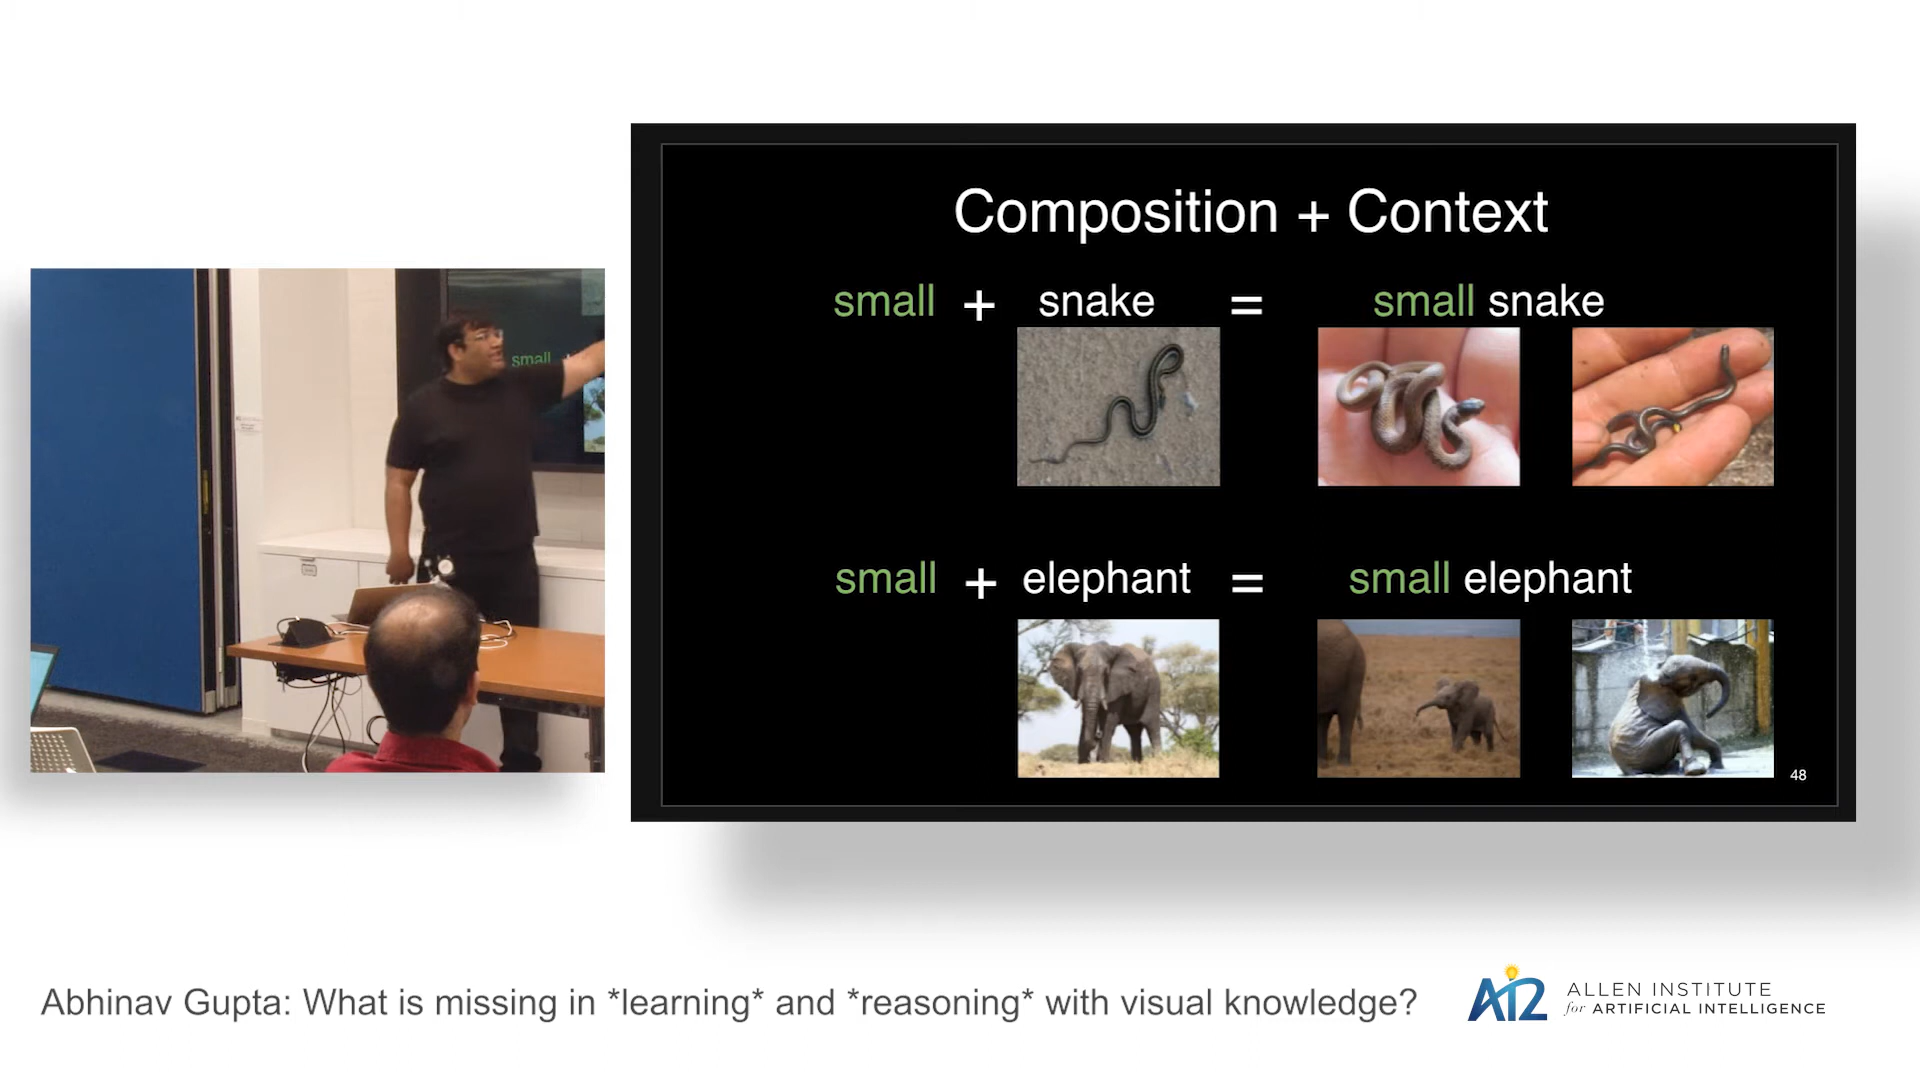 Composition + Context
small + snake = small snake
small + elephant = small elephant
48
small
Abhinav Gupta: What is missing in *learning* and *reasoning* with visual knowledge?
AI2 ALLEN INSTITUTE
for ARTIFICIAL INTELLIGENCE